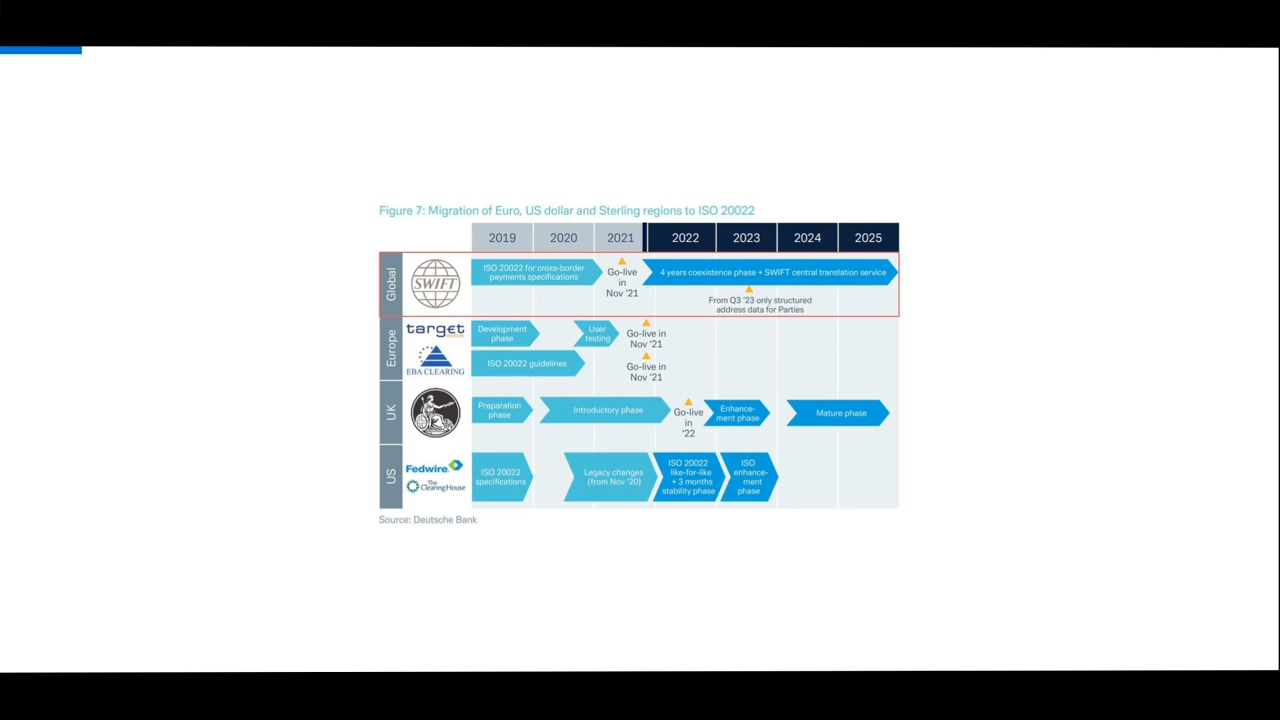 Figure 7: Migration of Euro, US dollar and Sterling regions to ISO 20022
2019 2020 2021 2022 2023 2024 2025
Global
SWIFT
ISO 20022 for cross-border
payments specifications
Go-live
in
Nov '21
4 years coexistence phase + SWIFT central translation service
From Q3 '23 only structured
address data for Parties
Europe
target
Development
phase
User
testing
Go-live in
Nov '21
EBA CLEARING
ISO 20022 guidelines
Go-live in
Nov '21
UK
Preparation
phase
Introductory phase
Go-live
in
'22
Enhance-
ment phase
Mature phase
US
Fedwire
The
ClearingHouse
ISO 20022
specifications
Legacy changes
(from Nov '20)
ISO 20022
like-for-like
+ 3 months
stability phase
ISO
enhance-
ment
phase
Source: Deutsche Bank